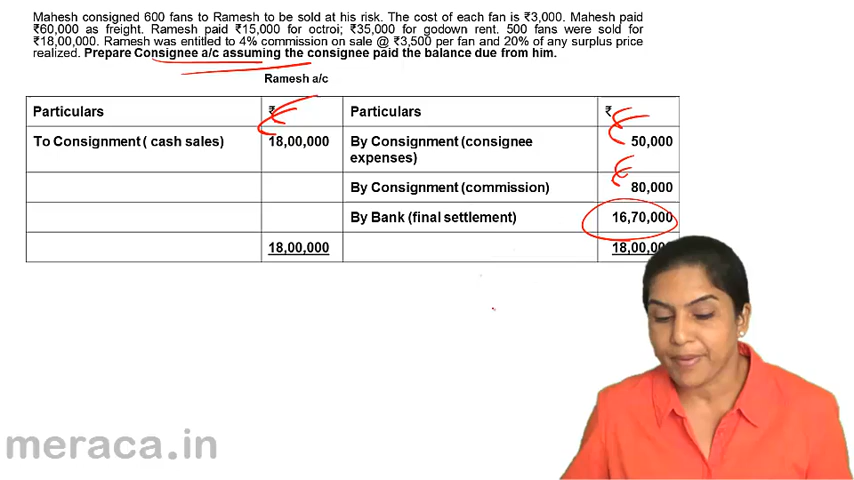 Mahesh consigned 600 fans to Ramesh to be sold at his risk. The cost of each fan is ₹3,000. Mahesh paid
₹60,000 as freight. Ramesh paid ₹15,000 for octroi; ₹35,000 for godown rent. 500 fans were sold for
₹18,00,000. Ramesh was entitled to 4% commission on sale @ ₹3,500 per fan and 20% of any surplus price
realized. Prepare Consignee a/c assuming the consignee paid the balance due from him.
Ramesh a/c
Particulars ₹ Particulars ₹
To Consignment ( cash sales) 18,00,000 By Consignment (consignee 50,000
expenses)
By Consignment (commission) 80,000
By Bank (final settlement) 16,70,000
18,00,000 18,00,000
meraca.in